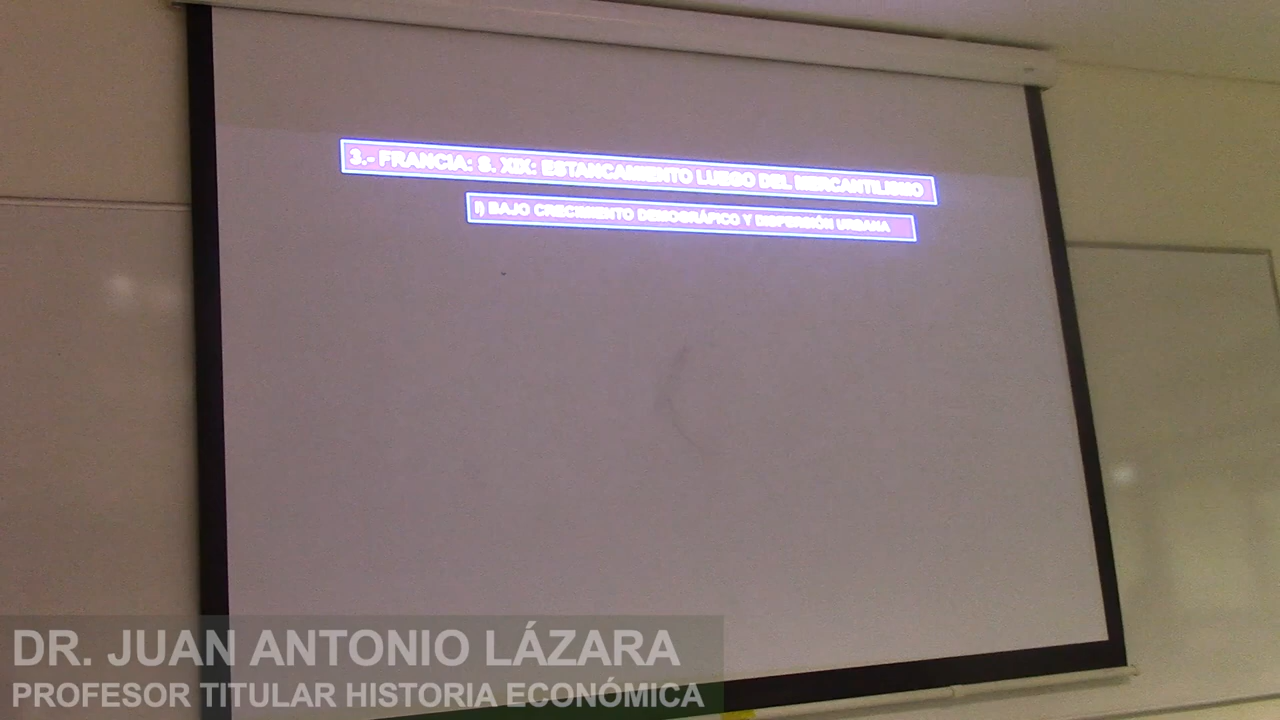 3.- FRANCIA: S. XIX: ESTANCAMIENTO LUEGO DEL MERCANTILISMO
I) BAJO CRECIMIENTO DEMOGRÁFICO Y DISPERSIÓN URBANA
DR. JUAN ANTONIO LÁZARA
PROFESOR TITULAR HISTORIA ECONÓMICA